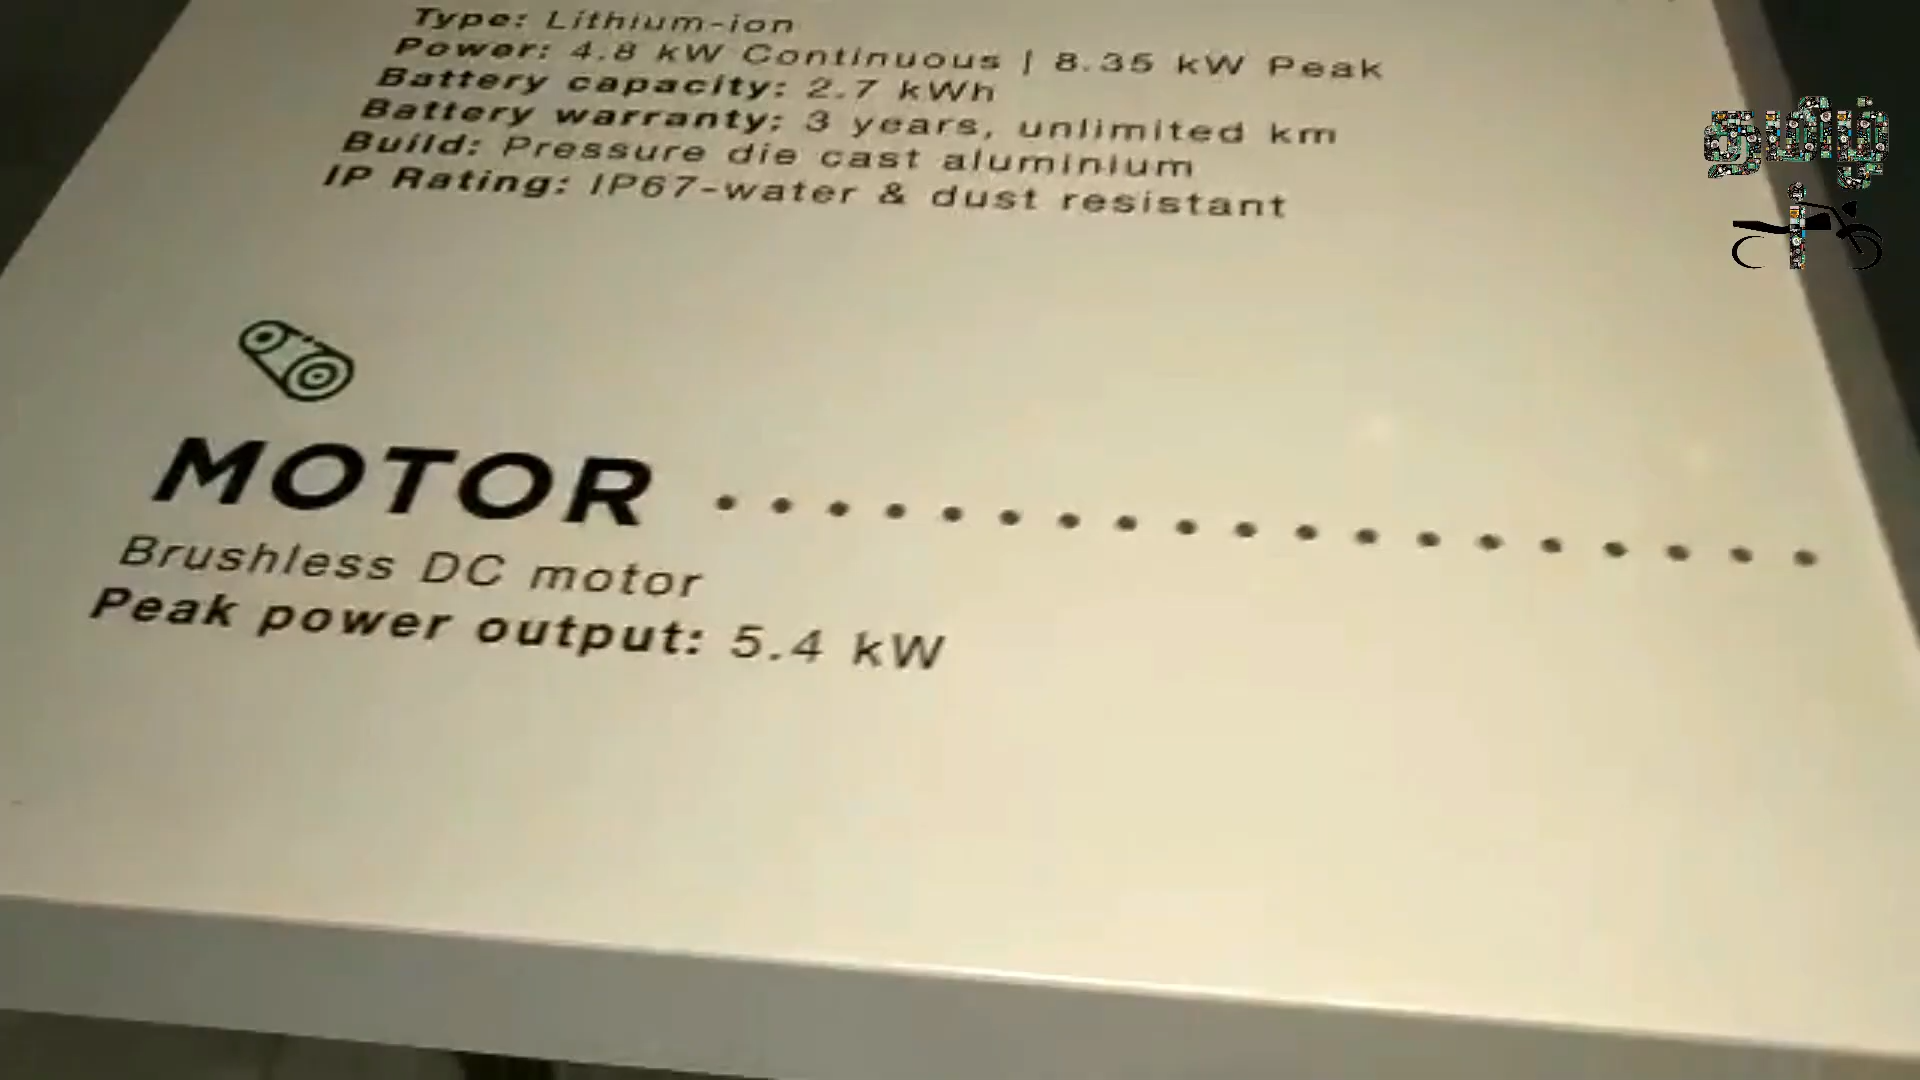 Type: Lithium-ion
Power: 4.8 kW Continuous | 8.35 kW Peak
Battery capacity: 2.7 kWh
Battery warranty: 3 years, unlimited km
Build: Pressure die cast aluminium
IP Rating: IP67-water & dust resistant
MOTOR
Brushless DC motor
Peak power output: 5.4 kW
தமிழ்